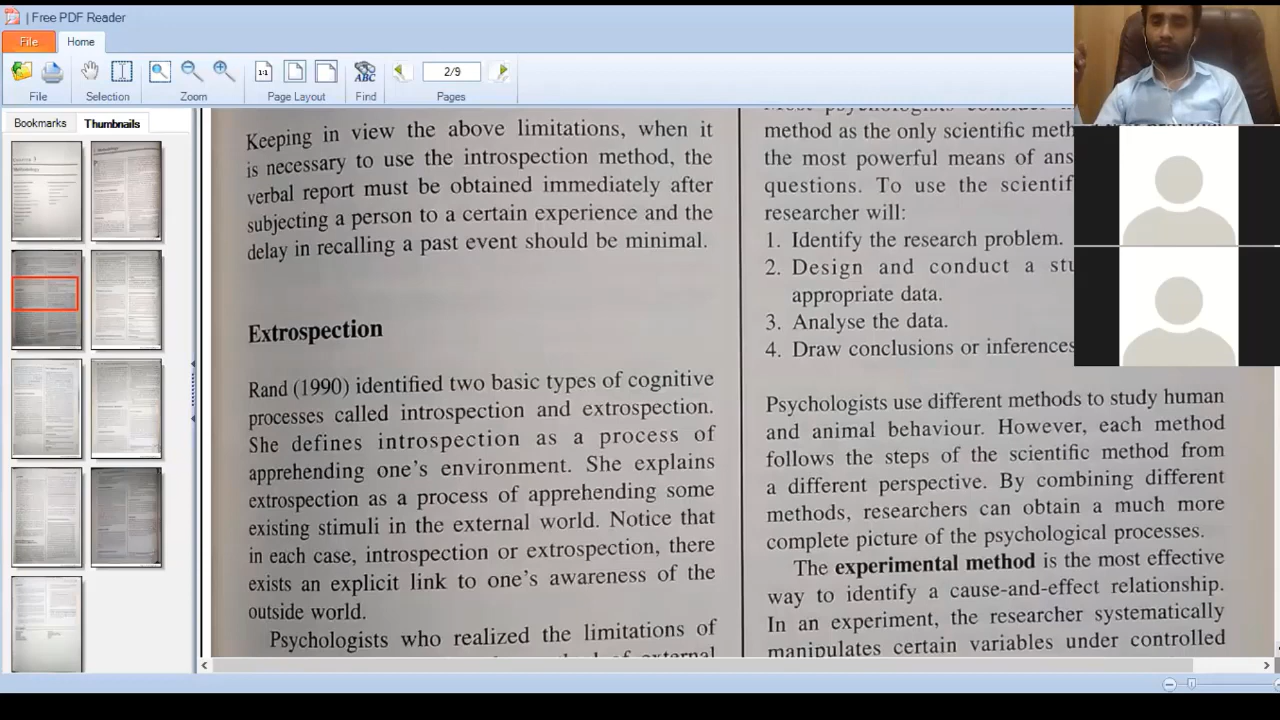 | Free PDF Reader
File
Home
1:1
ABC
2/9
File
Selection
Zoom
Page Layout
Find
Pages
Bookmarks
Thumbnails
Keeping in view the above limitations, when it
is necessary to use the introspection method, the
verbal report must be obtained immediately after
subjecting a person to a certain experience and the
delay in recalling a past event should be minimal.
Extrospection
Rand (1990) identified two basic types of cognitive
processes called introspection and extrospection.
She defines introspection as a process of
apprehending one's environment. She explains
extrospection as a process of apprehending some
existing stimuli in the external world. Notice that
in each case, introspection or extrospection, there
exists an explicit link to one's awareness of the
outside world.
Psychologists who realized the limitations of
external
Most psychologists consider
method as the only scientific meth
the most powerful means of ans
questions. To use the scientif
researcher will:
1. Identify the research problem.
2. Design and conduct a stu
appropriate data.
3. Analyse the data.
4. Draw conclusions or inferences
Psychologists use different methods to study human
and animal behaviour. However, each method
follows the steps of the scientific method from
a different perspective. By combining different
methods, researchers can obtain a much more
complete picture of the psychological processes.
The experimental method is the most effective
way to identify a cause-and-effect relationship.
In an experiment, the researcher systematically
manipulates certain variables under controlled